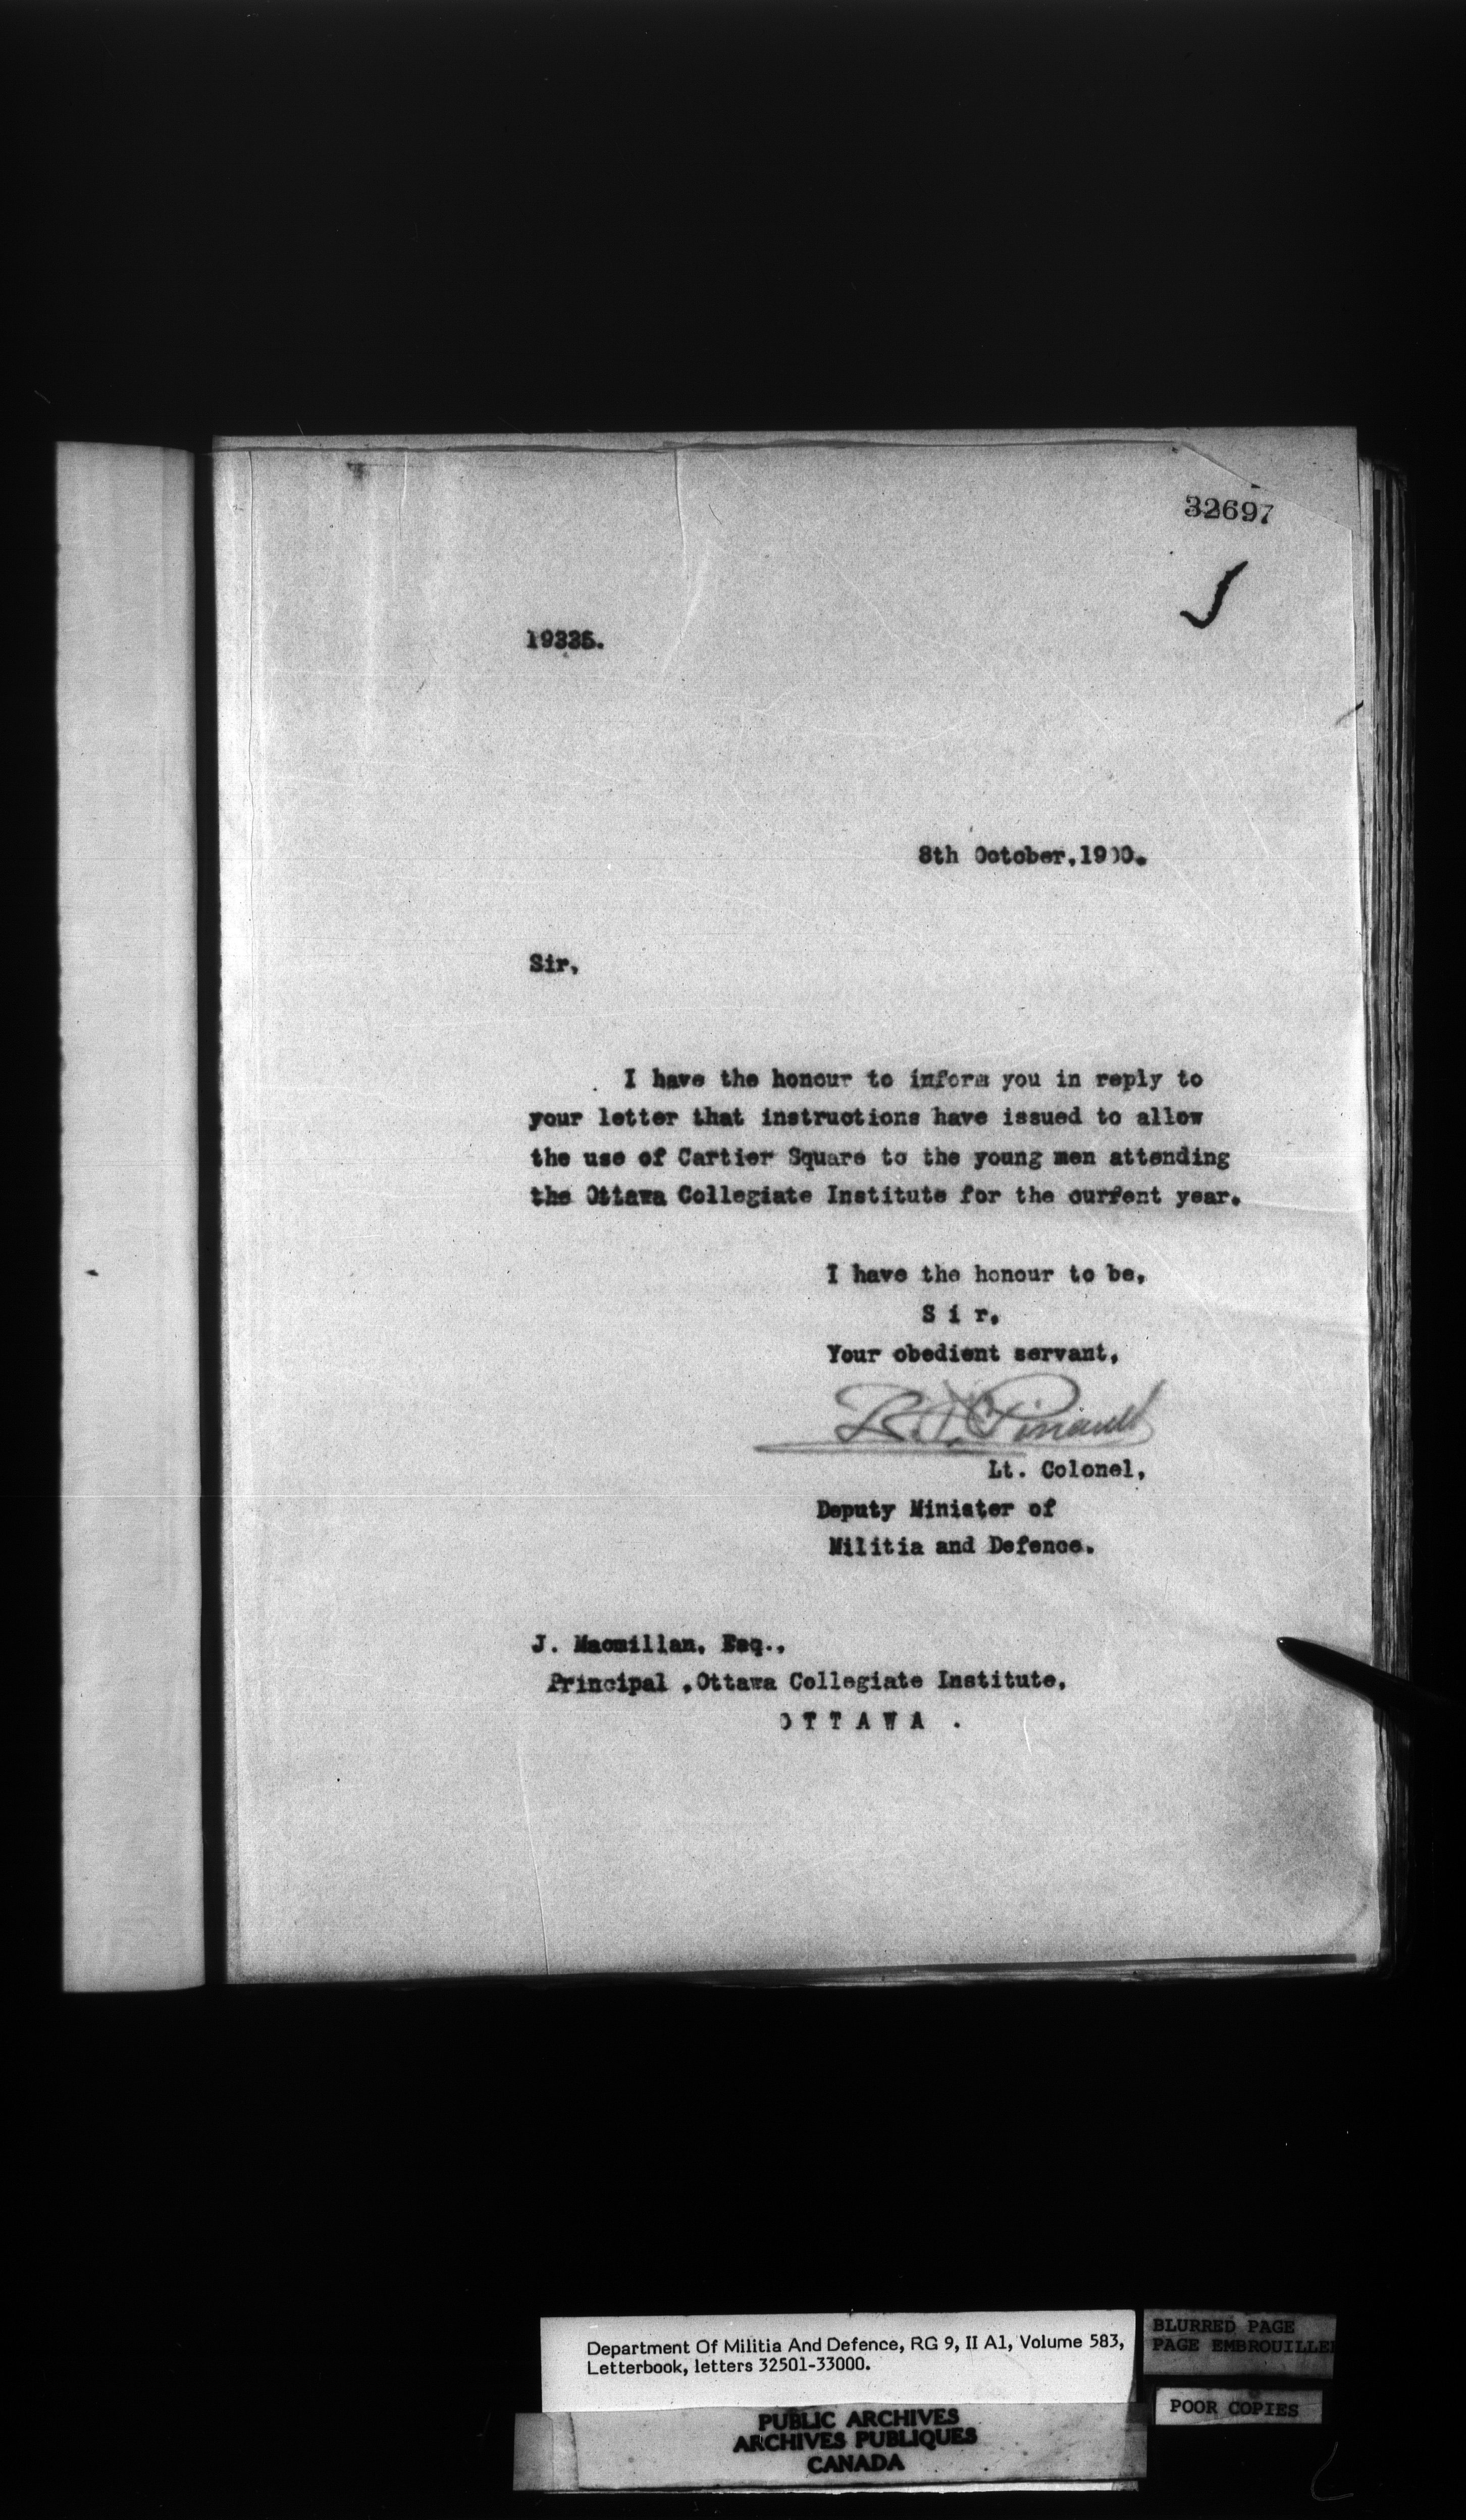 32697
19335.
8th October, 1900.
Sir,
I have the honour to inform you in reply to
your letter that instructions have issued to allow
the use of Cartier Square to the young men attending
the Ottawa Collegiate Institute for the current year.
I have the honour to be,
S i r,
Your obedient servant,
Pinault
Lt. Colonel,
Deputy Minister of
Militia and Defence.
J. Macmillan, Esq.,
Principal ,Ottawa Collegiate Institute,
O T T A W A .
Department Of Militia And Defence, RG 9, II A1, Volume 583,
Letterbook, letters 32501-33000.
BLURRED PAGE
PAGE EMBROUILLEE
POOR COPIES
PUBLIC ARCHIVES
ARCHIVES PUBLIQUES
CANADA